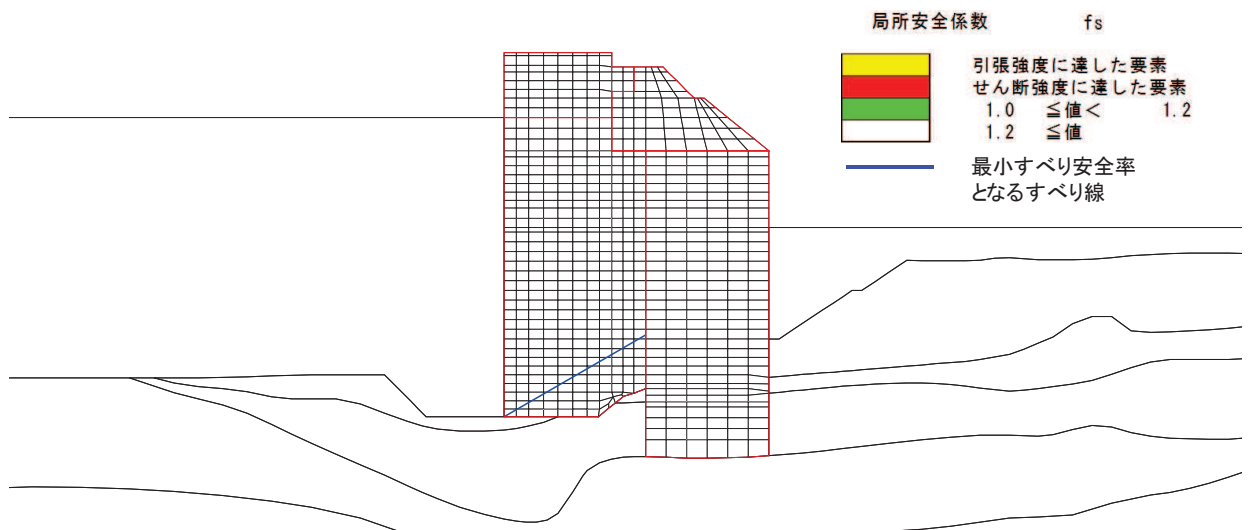 局所安全係数 fs
引張強度に達した要素
せん断強度に達した要素
1.0 ≦値< 1.2
1.2 ≦値
最小すべり安全率
となるすべり線